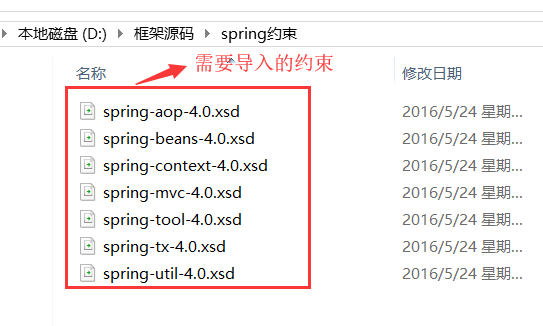 本地磁盘 (D:) 框架源码 spring约束
需要导入的约束
名称 修改日期
spring-aop-4.0.xsd 2016/5/24 星期...
spring-beans-4.0.xsd 2016/5/24 星期...
spring-context-4.0.xsd 2016/5/24 星期...
spring-mvc-4.0.xsd 2016/5/24 星期...
spring-tool-4.0.xsd 2016/5/24 星期...
spring-tx-4.0.xsd 2016/5/24 星期...
spring-util-4.0.xsd 2016/5/24 星期...